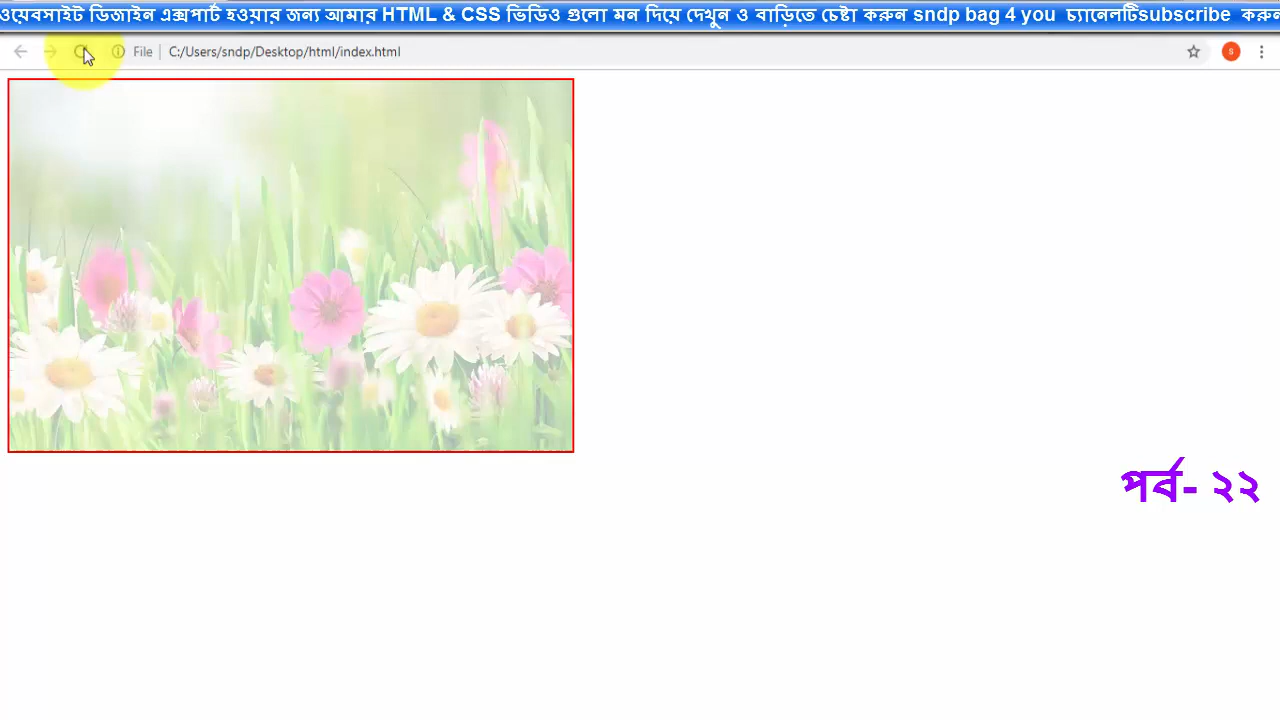 ওয়েবসাইট ডিজাইন এক্সপার্ট হওয়ার জন্য আমার HTML & CSS ভিডিও গুলো মন দিয়ে দেখুন ও বাড়িতে চেষ্টা করুন sndp bag 4 you চ্যানেলটিsubscribe করুন
File C:/Users/sndp/Desktop/html/index.html
S
পর্ব- ২২